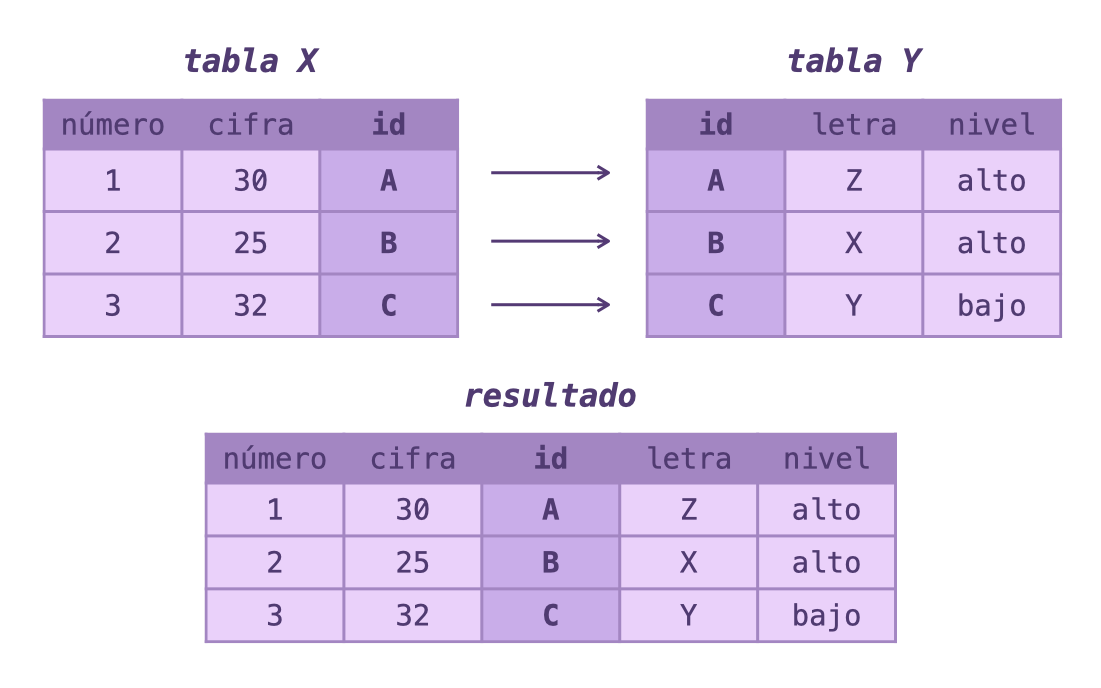 tabla X tabla Y
número cifra id id letra nivel
1 30 A A Z alto
2 25 B B X alto
3 32 C C Y bajo
resultado
número cifra id letra nivel
1 30 A Z alto
2 25 B X alto
3 32 C Y bajo